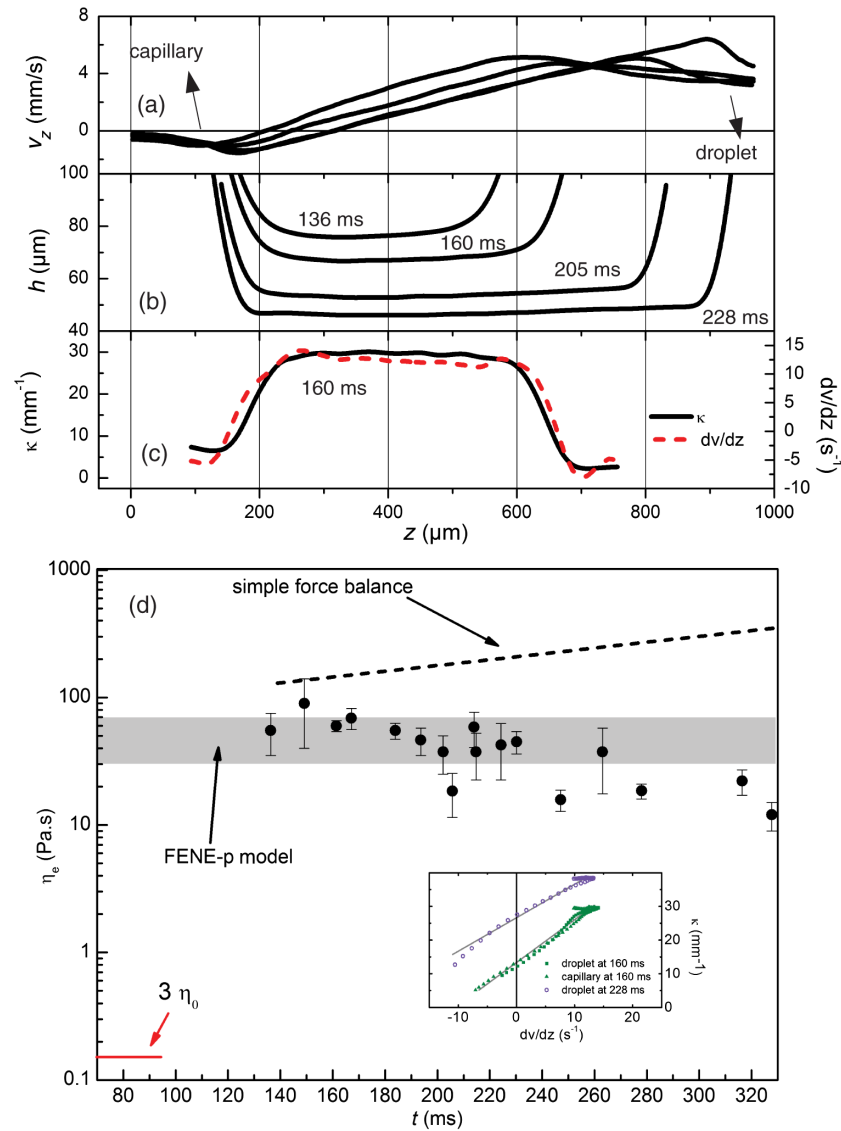 8
4
0
v_z (mm/s)
capillary
(a)
droplet
100
80
60
40
h (µm)
136 ms
160 ms
205 ms
(b)
228 ms
30
20
10
0
κ (mm⁻¹)
160 ms
(c)
κ
dv/dz
15
10
5
0
-5
-10
dv/dz (s⁻¹)
0 200 400 600 800 1000
z (µm)
1000
100
10
1
0.1
η_e (Pa.s)
(d)
simple force balance
FENE-p model
3 η₀
30
20
10
0
κ (mm⁻¹)
droplet at 160 ms
capillary at 160 ms
droplet at 228 ms
-10 0 10 20
dv/dz (s⁻¹)
80 100 120 140 160 180 200 220 240 260 280 300 320
t (ms)